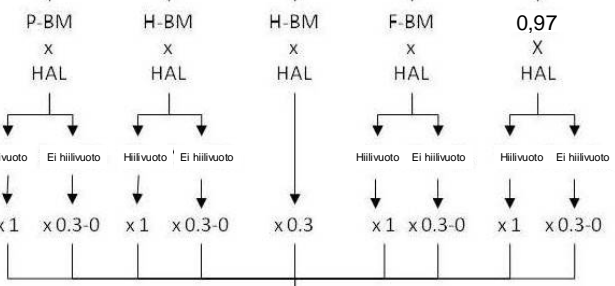 P-BM H-BM H-BM F-BM 0,97
x x x x X
HAL HAL HAL HAL HAL
ivuoto Ei hiilivuoto Hiilivuoto Ei hiilivuoto Hiilivuoto Ei hiilivuoto Hiilivuoto Ei hiilivuoto
x 1 x 0.3-0 x 1 x 0.3-0 x 0.3 x 1 x 0.3-0 x 1 x 0.3-0